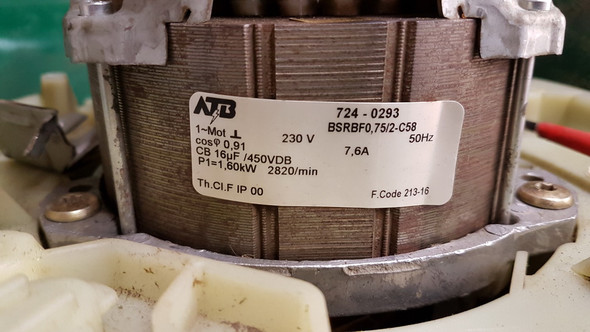 ATB
724 - 0293
BSRBF0,75/2-C58
1~Mot ⊥ 230 V 50Hz
cosφ 0,91 7,6A
CB 16µF /450VDB
P1=1,60kW 2820/min
Th.Cl.F IP 00 F.Code 213-16